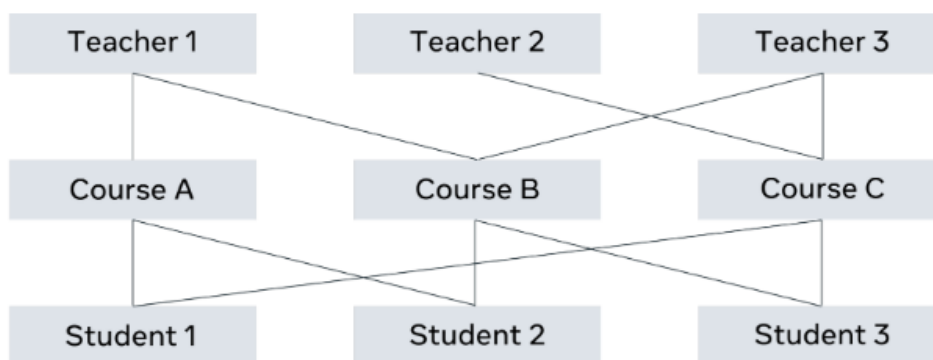 Teacher 1
Teacher 2
Teacher 3
Course A
Course B
Course C
Student 1
Student 2
Student 3